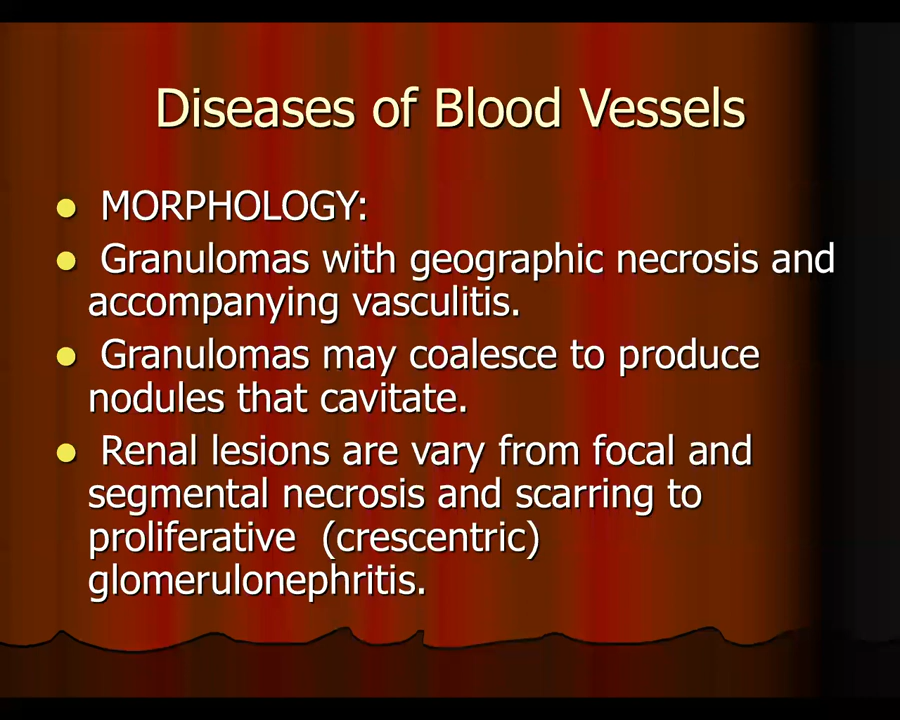 Diseases of Blood Vessels
MORPHOLOGY:
Granulomas with geographic necrosis and
accompanying vasculitis.
Granulomas may coalesce to produce
nodules that cavitate.
Renal lesions are vary from focal and
segmental necrosis and scarring to
proliferative (crescentric)
glomerulonephritis.